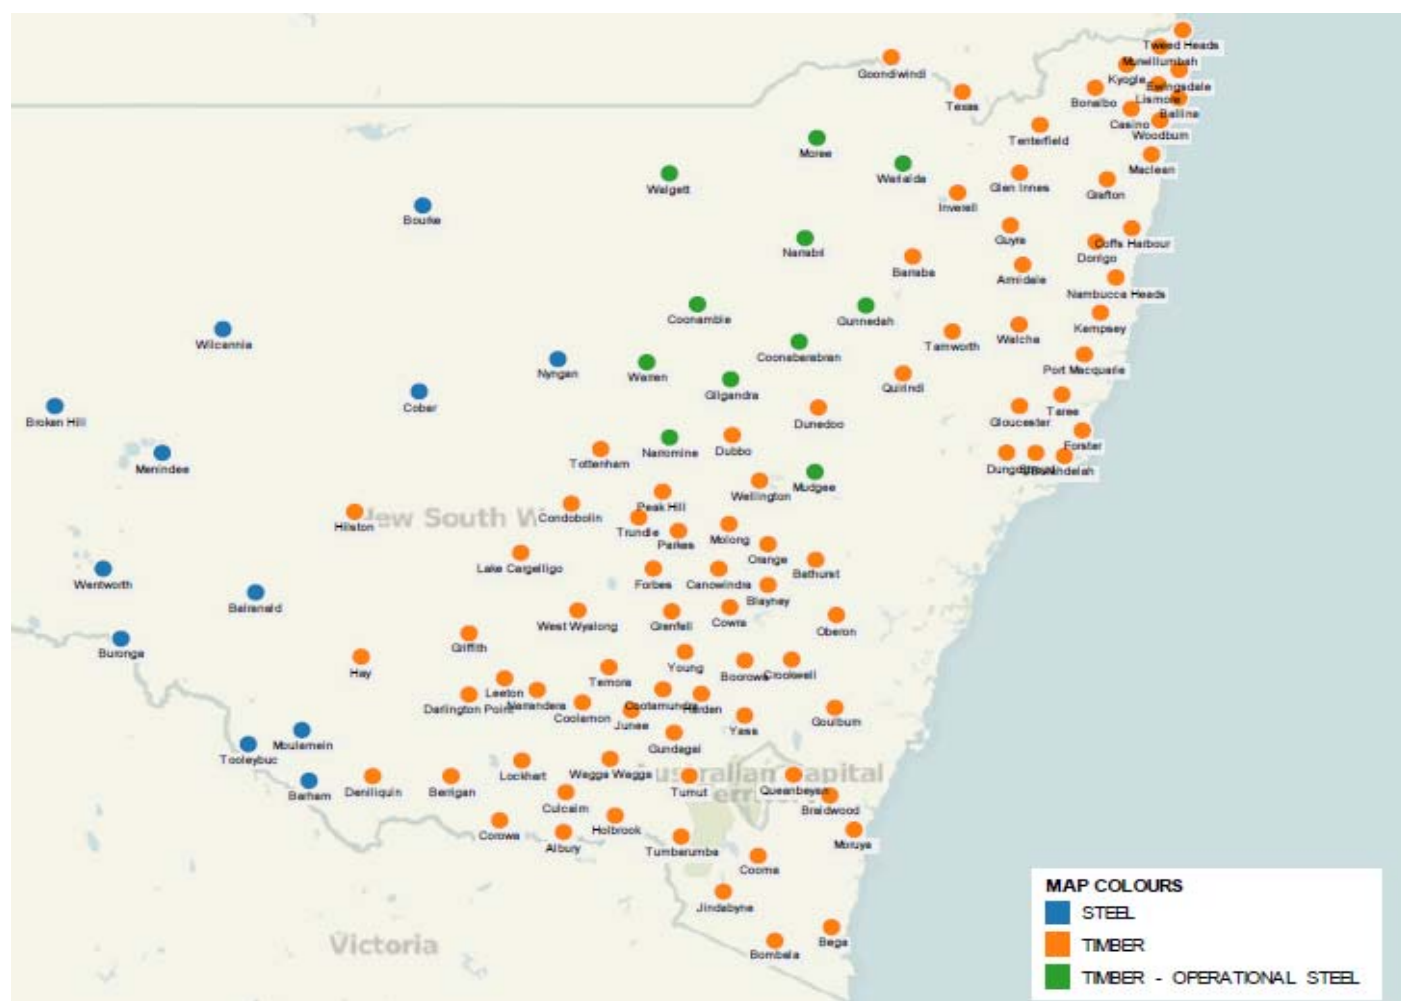 Tweed Heads
Goondiwindi
Murwillumbah
Kyogle
Ewingsdale
Texas
Bonalbo
Lismore
Ballina
Casino
Woodburn
Tenterfield
Moree
Maclean
Warialda
Walgett
Glen Innes
Grafton
Inverell
Bourke
Guyra
Coffs Harbour
Narrabri
Dorrigo
Barraba
Armidale
Nambucca Heads
Coonamble
Gunnedah
Kempsey
Walcha
Wilcannia
Tamworth
Coonabarabran
Port Macquarie
Nyngan
Warren
Quirindi
Gilgandra
Cobar
Taree
Broken Hill
Dunedoo
Gloucester
Forster
Narromine
Dubbo
Tottenham
Menindee
Dungog
Mudgee
Wellington
Peak Hill
New South W
Condobolin
Hillston
Trundle
Molong
Parkes
Orange
Lake Cargelligo
Bathurst
Wentworth
Forbes
Canowindra
Blayney
Balranald
West Wyalong
Grenfell
Cowra
Oberon
Griffith
Buronga
Young
Hay
Boorowa
Crookwell
Temora
Leeton
Darlington Point
Narrandera
Cootamundra
Harden
Coolamon
Junee
Goulburn
Yass
Moulamein
Gundagai
Tooleybuc
Lockhart
Wagga Wagga
Australian Capital
Territory
Barham
Deniliquin
Berrigan
Tumut
Queanbeyan
Culcairn
Braidwood
Holbrook
Corowa
Albury
Tumbarumba
Moruya
Cooma
Jindabyne
Victoria
Bega
Bombala
MAP COLOURS
STEEL
TIMBER
TIMBER - OPERATIONAL STEEL